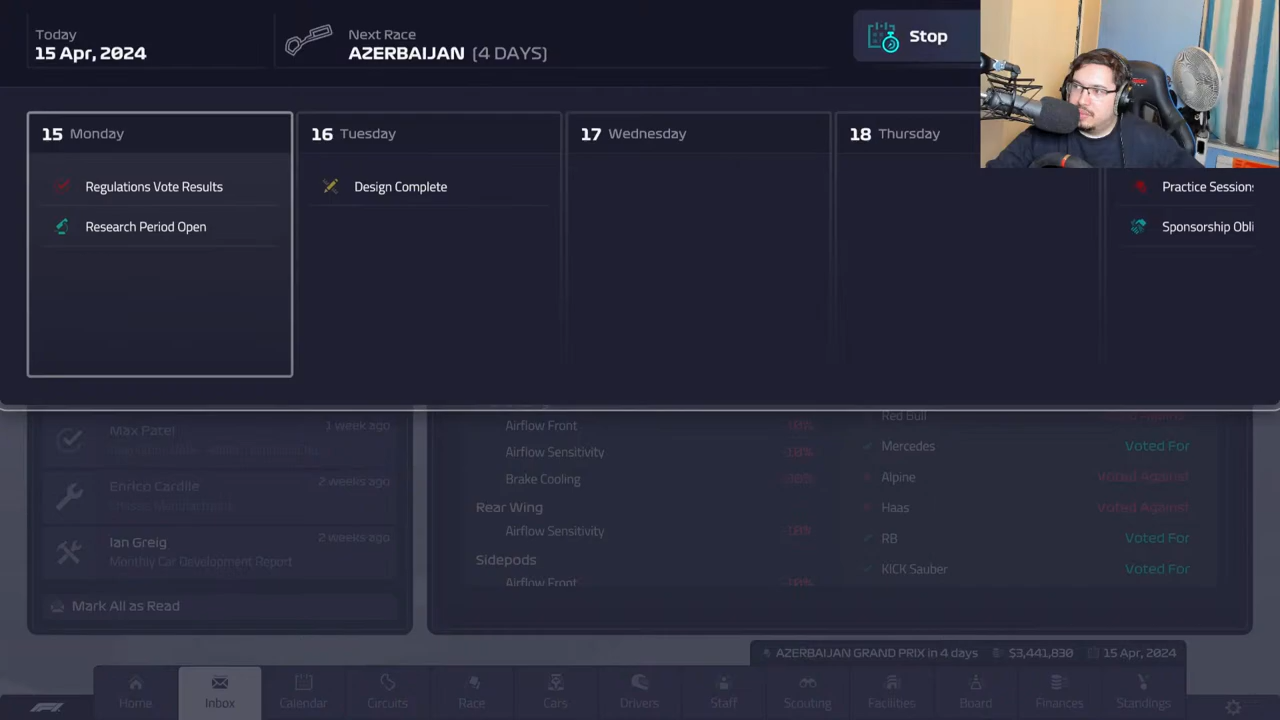 Today
15 Apr, 2024
Next Race
AZERBAIJAN (4 DAYS)
Stop
15 Monday
Regulations Vote Results
Research Period Open
16 Tuesday
Design Complete
17 Wednesday
18 Thursday
Practice Sessions
Sponsorship Obli
Max Patel
1 week ago
Enrico Cardile
2 weeks ago
Ian Greig
2 weeks ago
Monthly Car Development Report
Mark All as Read
Airflow Front
Airflow Sensitivity
Brake Cooling
Rear Wing
Airflow Sensitivity
Sidepods
Airflow Front
Red Bull
Voted Against
Mercedes
Voted For
Alpine
Voted Against
Haas
Voted Against
RB
Voted For
KICK Sauber
Voted For
AZERBAIJAN GRAND PRIX in 4 days
$3,441,830
15 Apr, 2024
Home
Inbox
Calendar
Circuits
Race
Cars
Drivers
Staff
Scouting
Facilities
Board
Finances
Standings